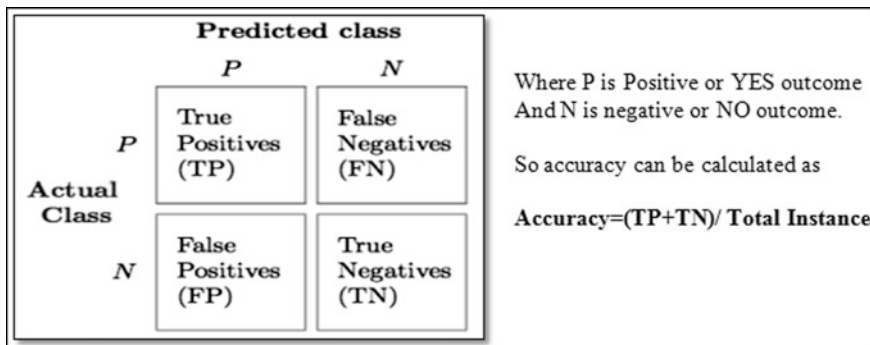 Predicted class
P N
True
Positives
(TP)
False
Negatives
(FN)
P
Actual
Class
N
False
Positives
(FP)
True
Negatives
(TN)
Where P is Positive or YES outcome
And N is negative or NO outcome.
So accuracy can be calculated as
Accuracy=(TP+TN)/ Total Instance